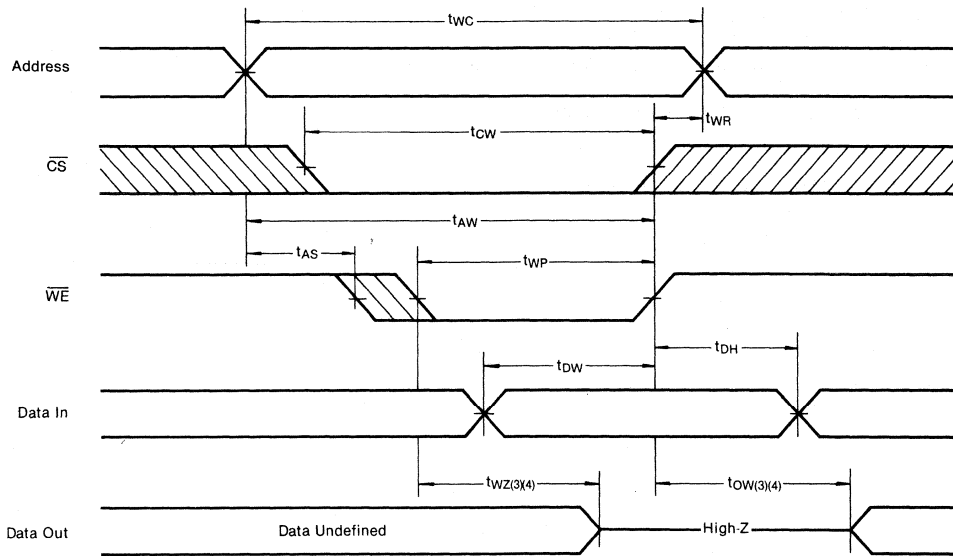 tWC
Address
tWR
tCW
CS
tAW
tAS
tWP
WE
tDH
tDW
Data In
tWZ(3)(4)
tOW(3)(4)
Data Out
Data Undefined
High-Z